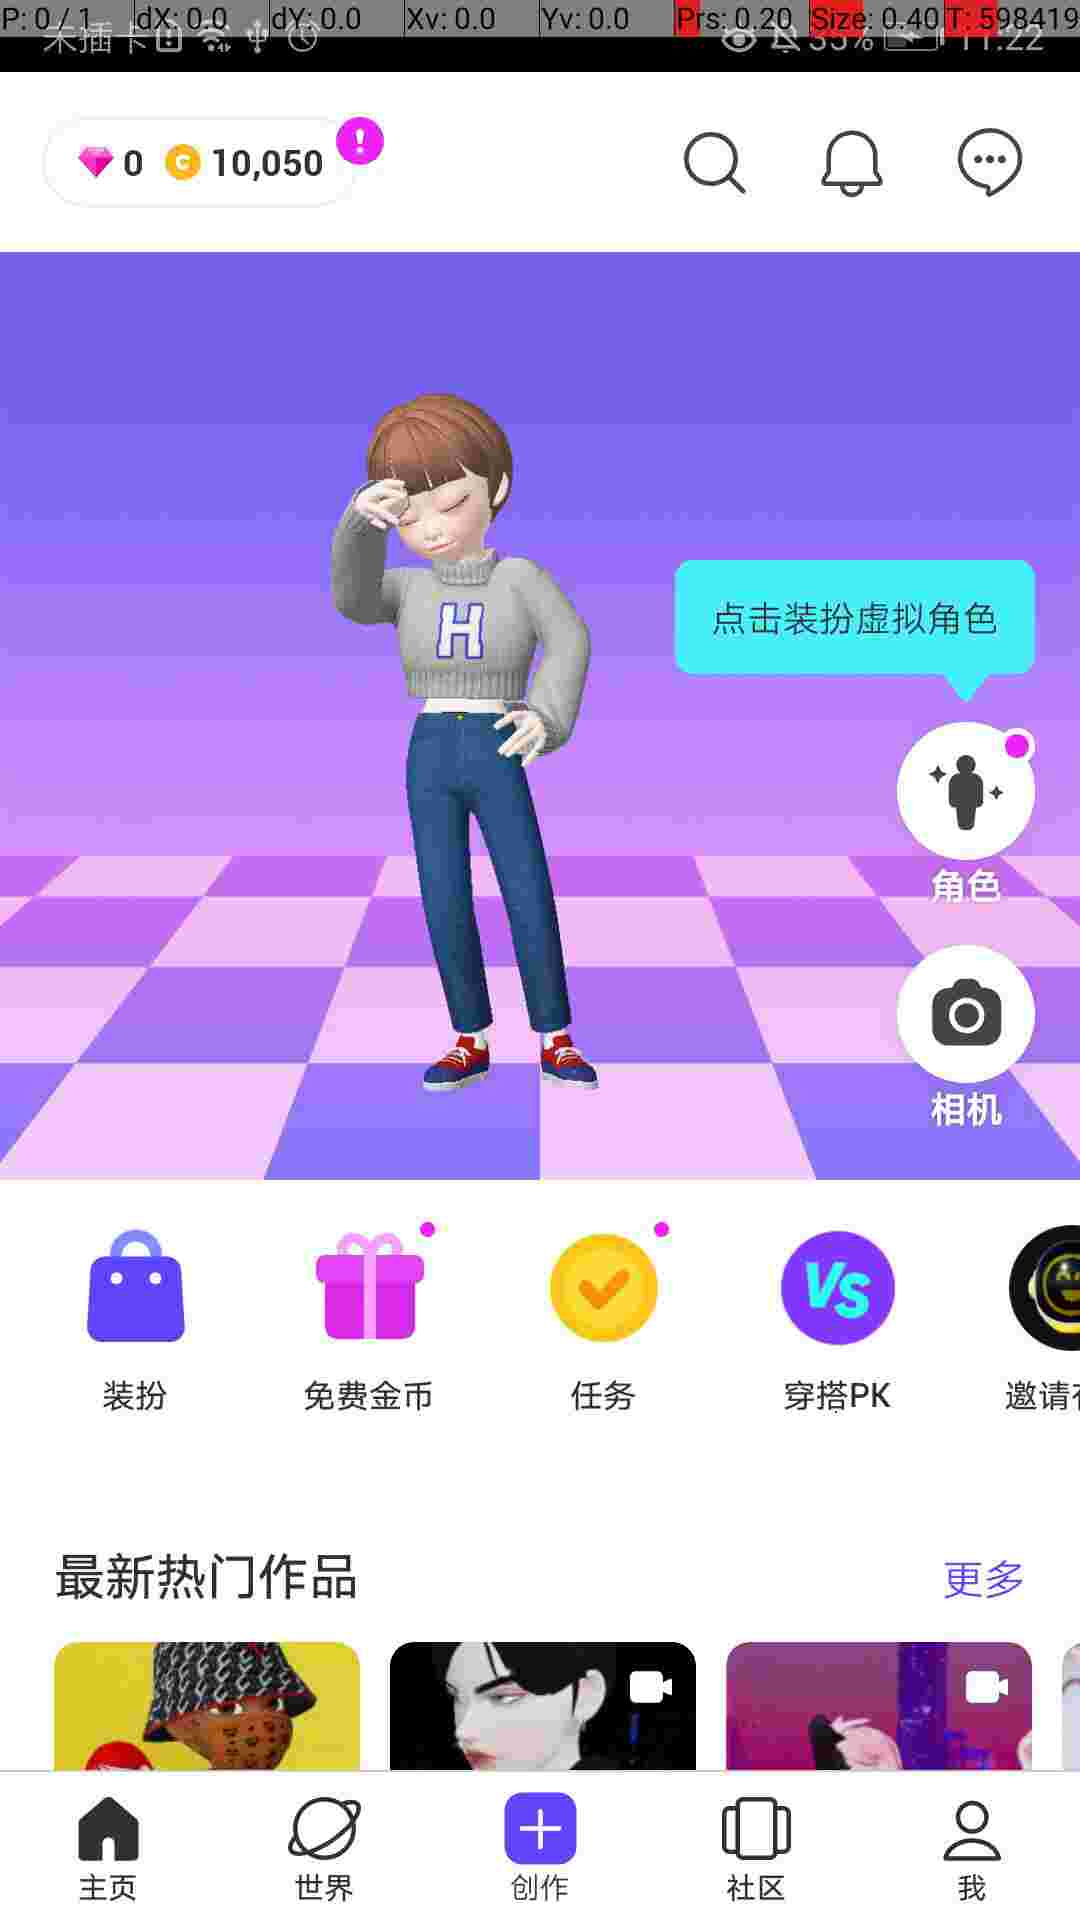 P: 0 / 1 dX: 0.0 dY: 0.0 Xv: 0.0 Yv: 0.0 Prs: 0.20 Size: 0.40 T: 598419
未插卡 35% 11:22
0 10,050
H
点击装扮虚拟角色
角色
相机
VS
装扮 免费金币 任务 穿搭PK 邀请
最新热门作品 更多
主页 世界 创作 社区 我